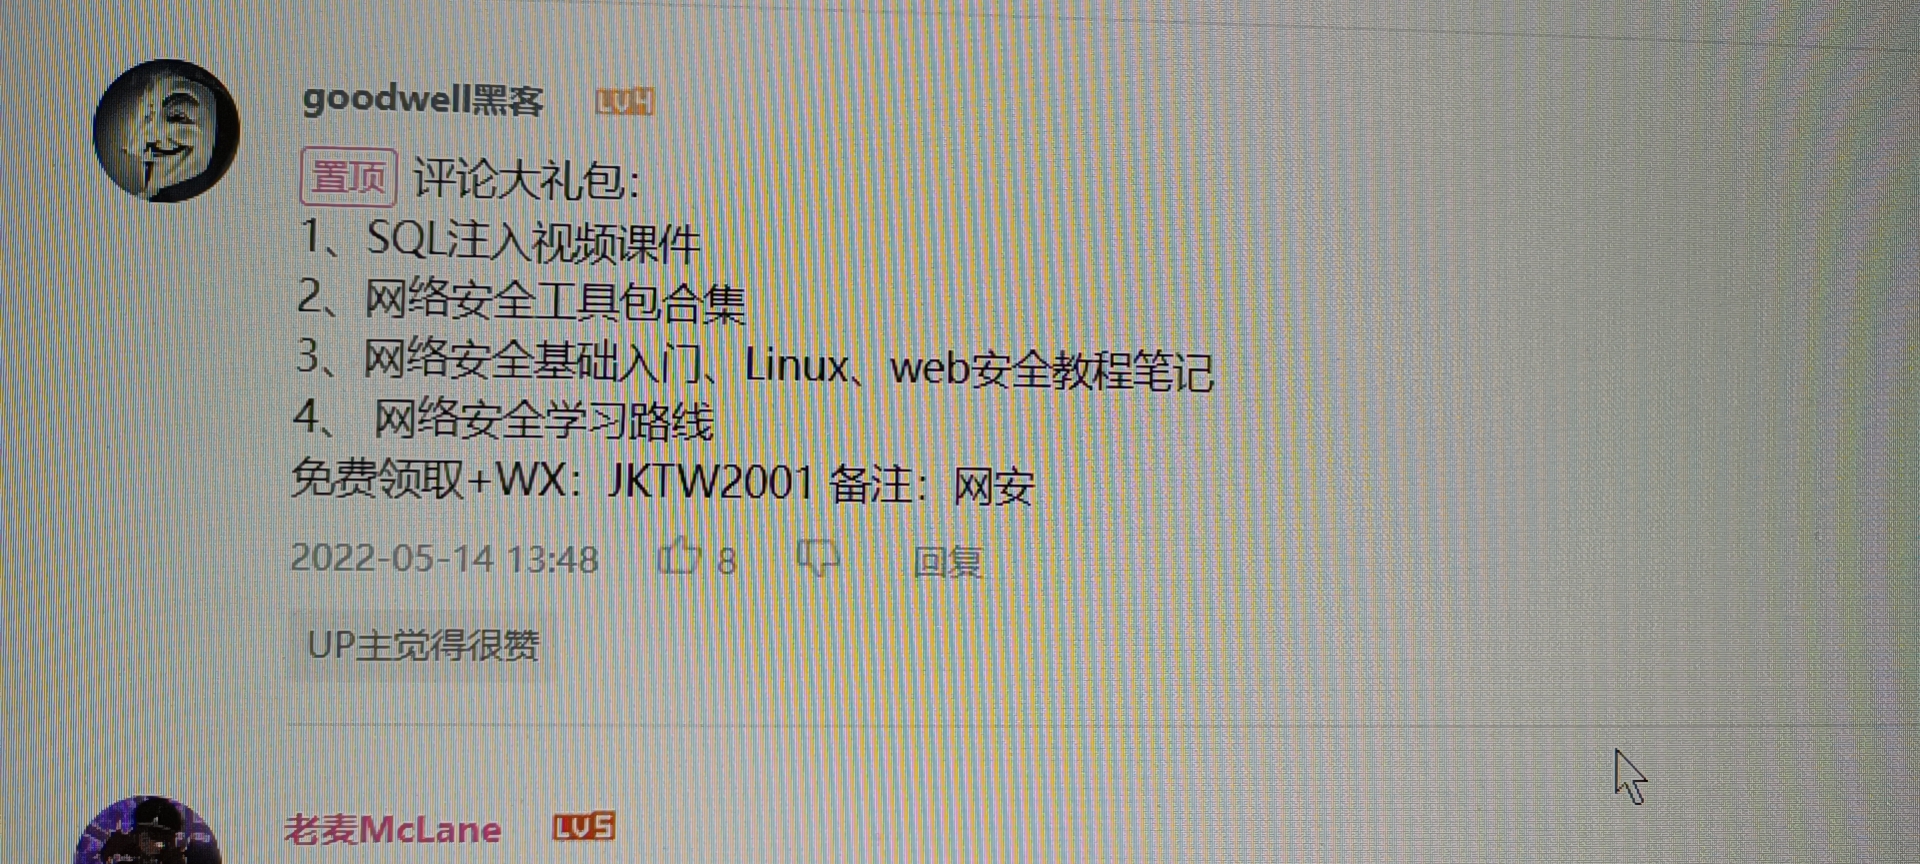 goodwell黑客 LV4
置顶 评论大礼包：
1、SQL注入视频课件
2、网络安全工具包合集
3、网络安全基础入门、Linux、web安全教程笔记
4、 网络安全学习路线
免费领取+WX：JKTW2001 备注：网安
2022-05-14 13:48 8 回复
UP主觉得很赞
老麦McLane LV5